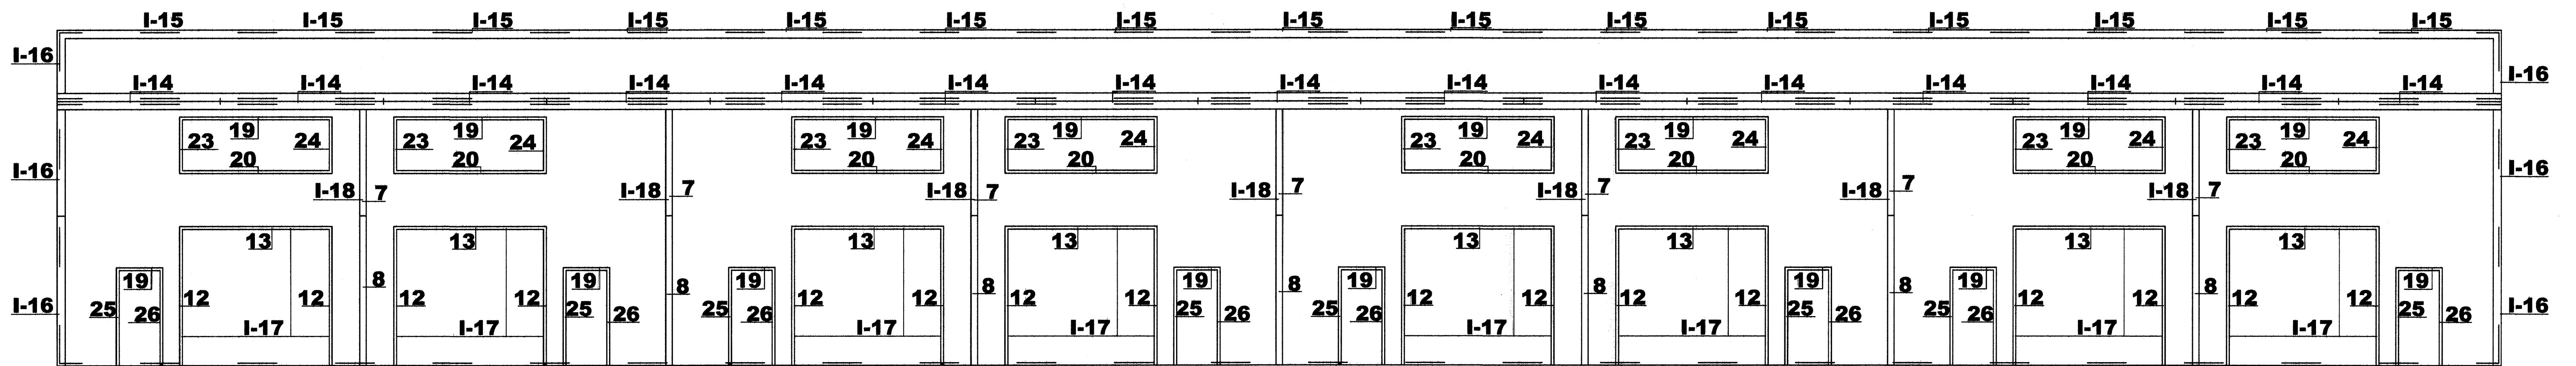 I-15 I-15 I-15 I-15 I-15 I-15 I-15 I-15 I-15 I-15 I-15 I-15 I-15 I-15 I-15
I-16 I-16
I-14 I-14 I-14 I-14 I-14 I-14 I-14 I-14 I-14 I-14 I-14 I-14 I-14 I-14 I-14
23 19 24 23 19 24 23 19 24 23 19 24 23 19 24 23 19 24 23 19 24 23 19 24
20 20 20 20 20 20 20 20
I-16 I-18 7 I-18 7 I-18 7 I-18 7 I-18 7 I-18 7 I-18 7 I-16
13 13 13 13 13 13 13 13
19 8 19 8 19 8 8 19 8 19 8 19 8 19 19
12 12 12 12 12 12 12 12 12 12 12 12 12 12 12 12
I-16 25 26 25 26 25 26 25 26 25 26 25 26 25 26 25 26 I-16
I-17 I-17 I-17 I-17 I-17 I-17 I-17 I-17